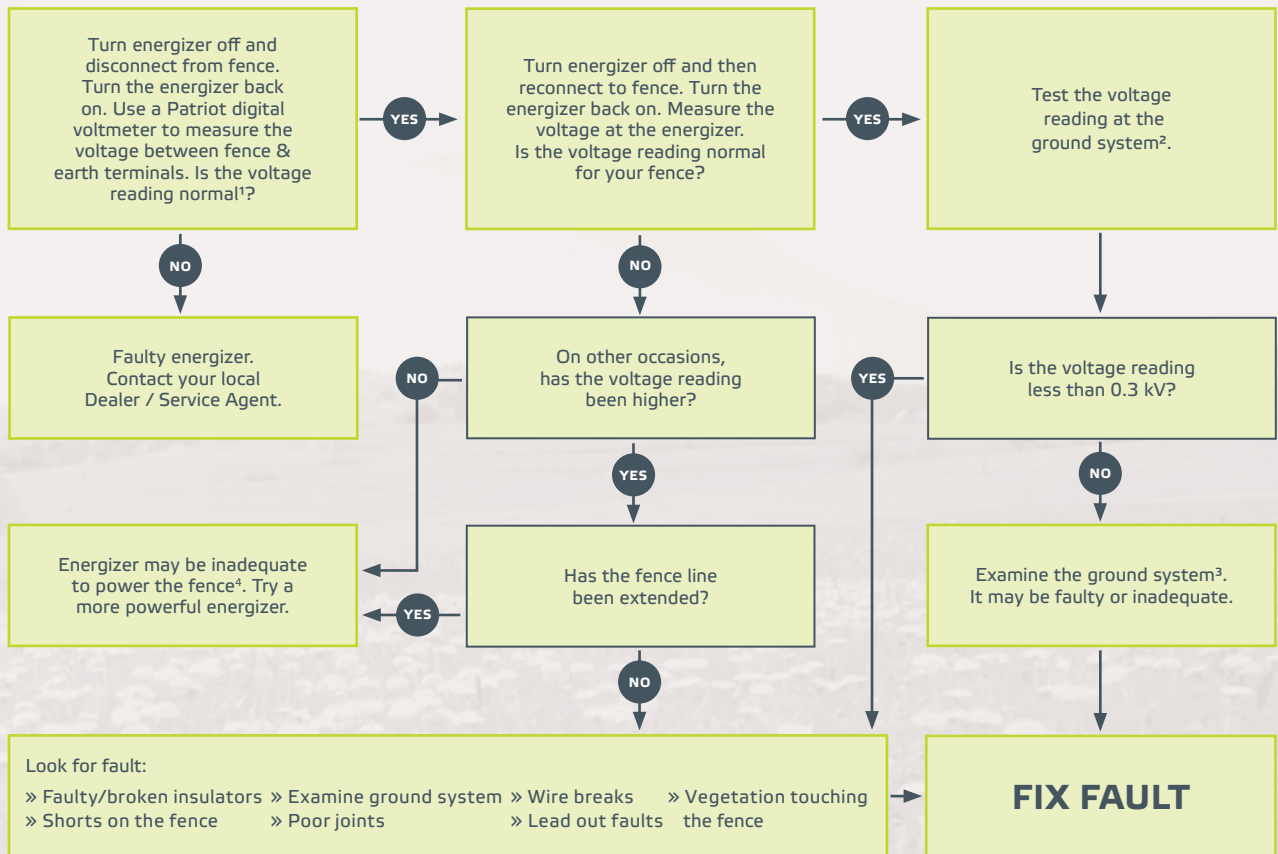 Turn energizer off and
disconnect from fence.
Turn the energizer back
on. Use a Patriot digital
voltmeter to measure the
voltage between fence &
earth terminals. Is the voltage
reading normal¹?
YES
Turn energizer off and then
reconnect to fence. Turn the
energizer back on. Measure the
voltage at the energizer.
Is the voltage reading normal
for your fence?
YES
Test the voltage
reading at the
ground system².
NO
NO
Faulty energizer.
Contact your local
Dealer / Service Agent.
NO
On other occasions,
has the voltage reading
been higher?
YES
Is the voltage reading
less than 0.3 kV?
YES
NO
Energizer may be inadequate
to power the fence⁴. Try a
more powerful energizer.
YES
Has the fence line
been extended?
Examine the ground system³.
It may be faulty or inadequate.
NO
Look for fault:
» Faulty/broken insulators » Examine ground system » Wire breaks » Vegetation touching
» Shorts on the fence » Poor joints » Lead out faults the fence
FIX FAULT